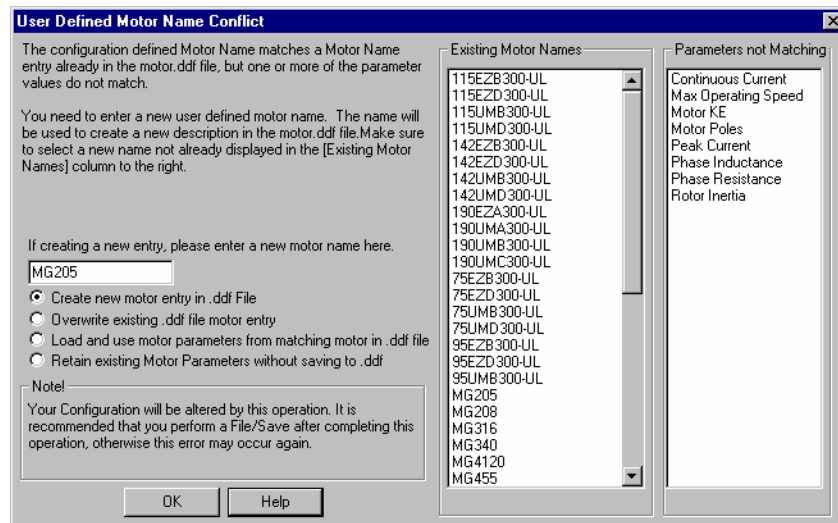 User Defined Motor Name Conflict
The configuration defined Motor Name matches a Motor Name
entry already in the motor.ddf file, but one or more of the parameter
values do not match.
You need to enter a new user defined motor name. The name will
be used to create a new description in the motor.ddf file.Make sure
to select a new name not already displayed in the [Existing Motor
Names] column to the right.
If creating a new entry, please enter a new motor name here.
MG205
Create new motor entry in .ddf File
Overwrite existing .ddf file motor entry
Load and use motor parameters from matching motor in .ddf file
Retain existing Motor Parameters without saving to .ddf
Note!
Your Configuration will be altered by this operation. It is
recommended that you perform a File/Save after completing this
operation, otherwise this error may occur again.
OK
Help
Existing Motor Names
115EZB300-UL
115EZD300-UL
115UMB300-UL
115UMD300-UL
142EZB300-UL
142EZD300-UL
142UMB300-UL
142UMD300-UL
190EZA300-UL
190UMA300-UL
190UMB300-UL
190UMC300-UL
75EZB300-UL
75EZD300-UL
75UMB300-UL
75UMD300-UL
95EZB300-UL
95EZD300-UL
95UMB300-UL
MG205
MG208
MG316
MG340
MG4120
MG455
Parameters not Matching
Continuous Current
Max Operating Speed
Motor KE
Motor Poles
Peak Current
Phase Inductance
Phase Resistance
Rotor Inertia